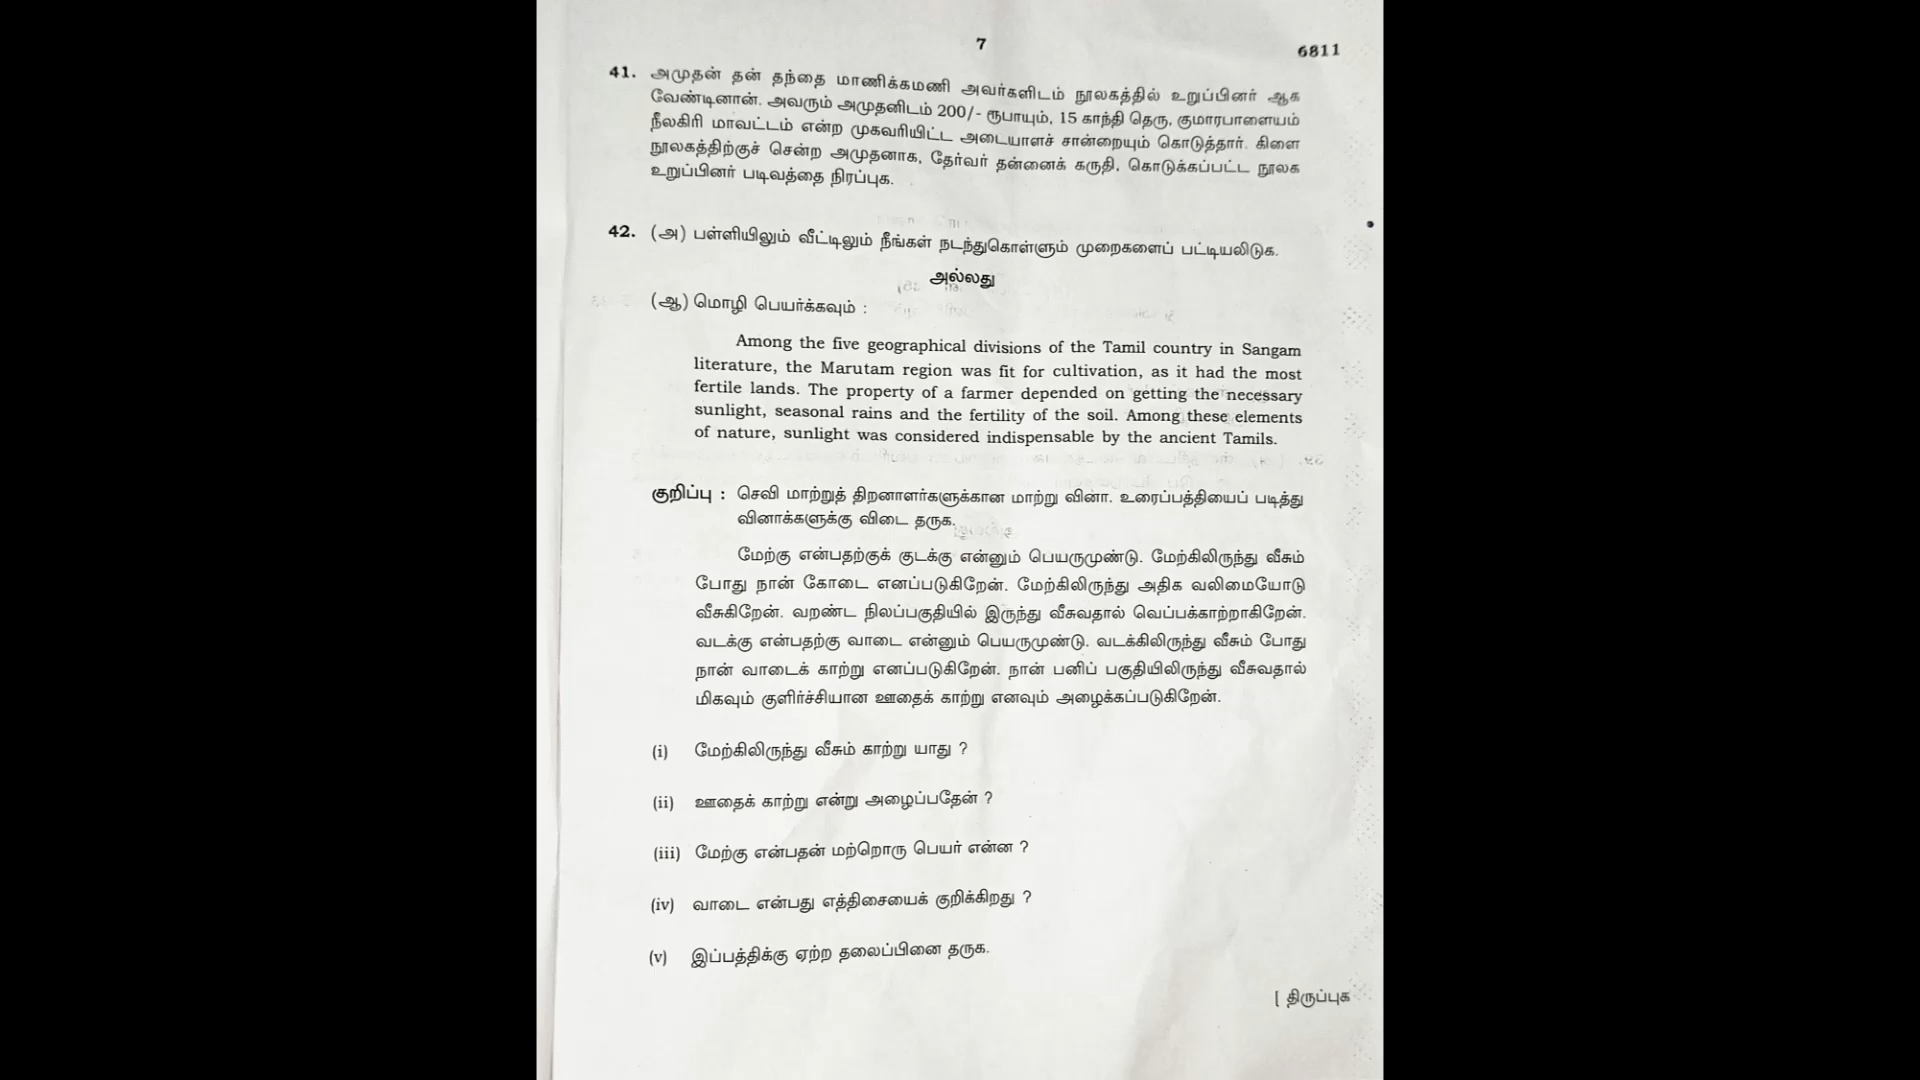 7
6811
41. அமுதன் தன் தந்தை மாணிக்கமணி அவர்களிடம் நூலகத்தில் உறுப்பினர் ஆக
வேண்டினான். அவரும் அமுதனிடம் 200/- ரூபாயும், 15 காந்தி தெரு, குமாரபாளையம்
நீலகிரி மாவட்டம் என்ற முகவரியிட்ட அடையாளச் சான்றையும் கொடுத்தார். கிளை
நூலகத்திற்குச் சென்ற அமுதனாக, தேர்வர் தன்னைக் கருதி, கொடுக்கப்பட்ட நூலக
உறுப்பினர் படிவத்தை நிரப்புக.
42. (அ) பள்ளியிலும் வீட்டிலும் நீங்கள் நடந்துகொள்ளும் முறைகளைப் பட்டியலிடுக.
அல்லது
(ஆ) மொழி பெயர்க்கவும் :
Among the five geographical divisions of the Tamil country in Sangam
literature, the Marutam region was fit for cultivation, as it had the most
fertile lands. The property of a farmer depended on getting the necessary
sunlight, seasonal rains and the fertility of the soil. Among these elements
of nature, sunlight was considered indispensable by the ancient Tamils.
குறிப்பு : செவி மாற்றுத் திறனாளர்களுக்கான மாற்று வினா. உரைப்பத்தியைப் படித்து
வினாக்களுக்கு விடை தருக.
மேற்கு என்பதற்குக் குடக்கு என்னும் பெயருமுண்டு. மேற்கிலிருந்து வீசும்
போது நான் கோடை எனப்படுகிறேன். மேற்கிலிருந்து அதிக வலிமையோடு
வீசுகிறேன். வறண்ட நிலப்பகுதியில் இருந்து வீசுவதால் வெப்பக்காற்றாகிறேன்.
வடக்கு என்பதற்கு வாடை என்னும் பெயருமுண்டு. வடக்கிலிருந்து வீசும் போது
நான் வாடைக் காற்று எனப்படுகிறேன். நான் பனிப் பகுதியிலிருந்து வீசுவதால்
மிகவும் குளிர்ச்சியான ஊதைக் காற்று எனவும் அழைக்கப்படுகிறேன்.
(i) மேற்கிலிருந்து வீசும் காற்று யாது ?
(ii) ஊதைக் காற்று என்று அழைப்பதேன் ?
(iii) மேற்கு என்பதன் மற்றொரு பெயர் என்ன ?
(iv) வாடை என்பது எத்திசையைக் குறிக்கிறது ?
(v) இப்பத்திக்கு ஏற்ற தலைப்பினை தருக.
[ திருப்புக